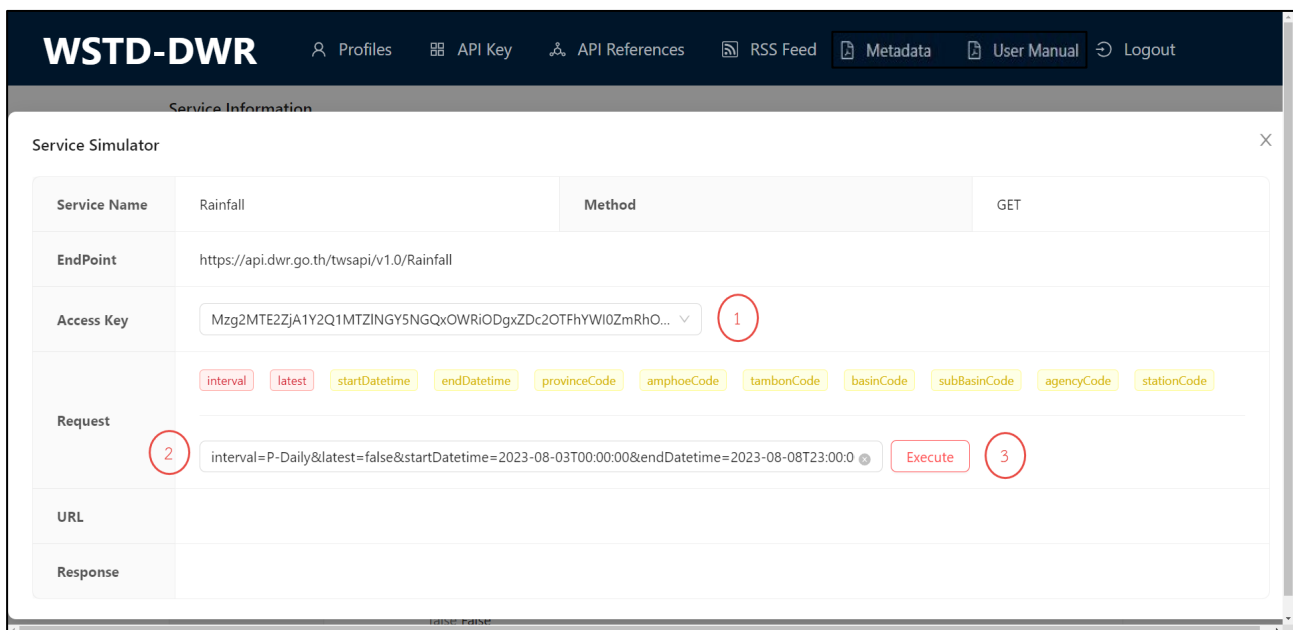 WSTD-DWR Profiles API Key API References RSS Feed Metadata User Manual Logout
Service Information
Service Simulator X
Service Name Rainfall Method GET
EndPoint https://api.dwr.go.th/twsapi/v1.0/Rainfall
Access Key Mzg2MTE2ZjA1Y2Q1MTZlNGY5NGQxOWRiODgxZDc2OTFhYWI0ZmRhO... 1
interval latest startDatetime endDatetime provinceCode amphoeCode tambonCode basinCode subBasinCode agencyCode stationCode
Request
2 interval=P-Daily&latest=false&startDatetime=2023-08-03T00:00:00&endDatetime=2023-08-08T23:00:0 Execute 3
URL
Response
false False